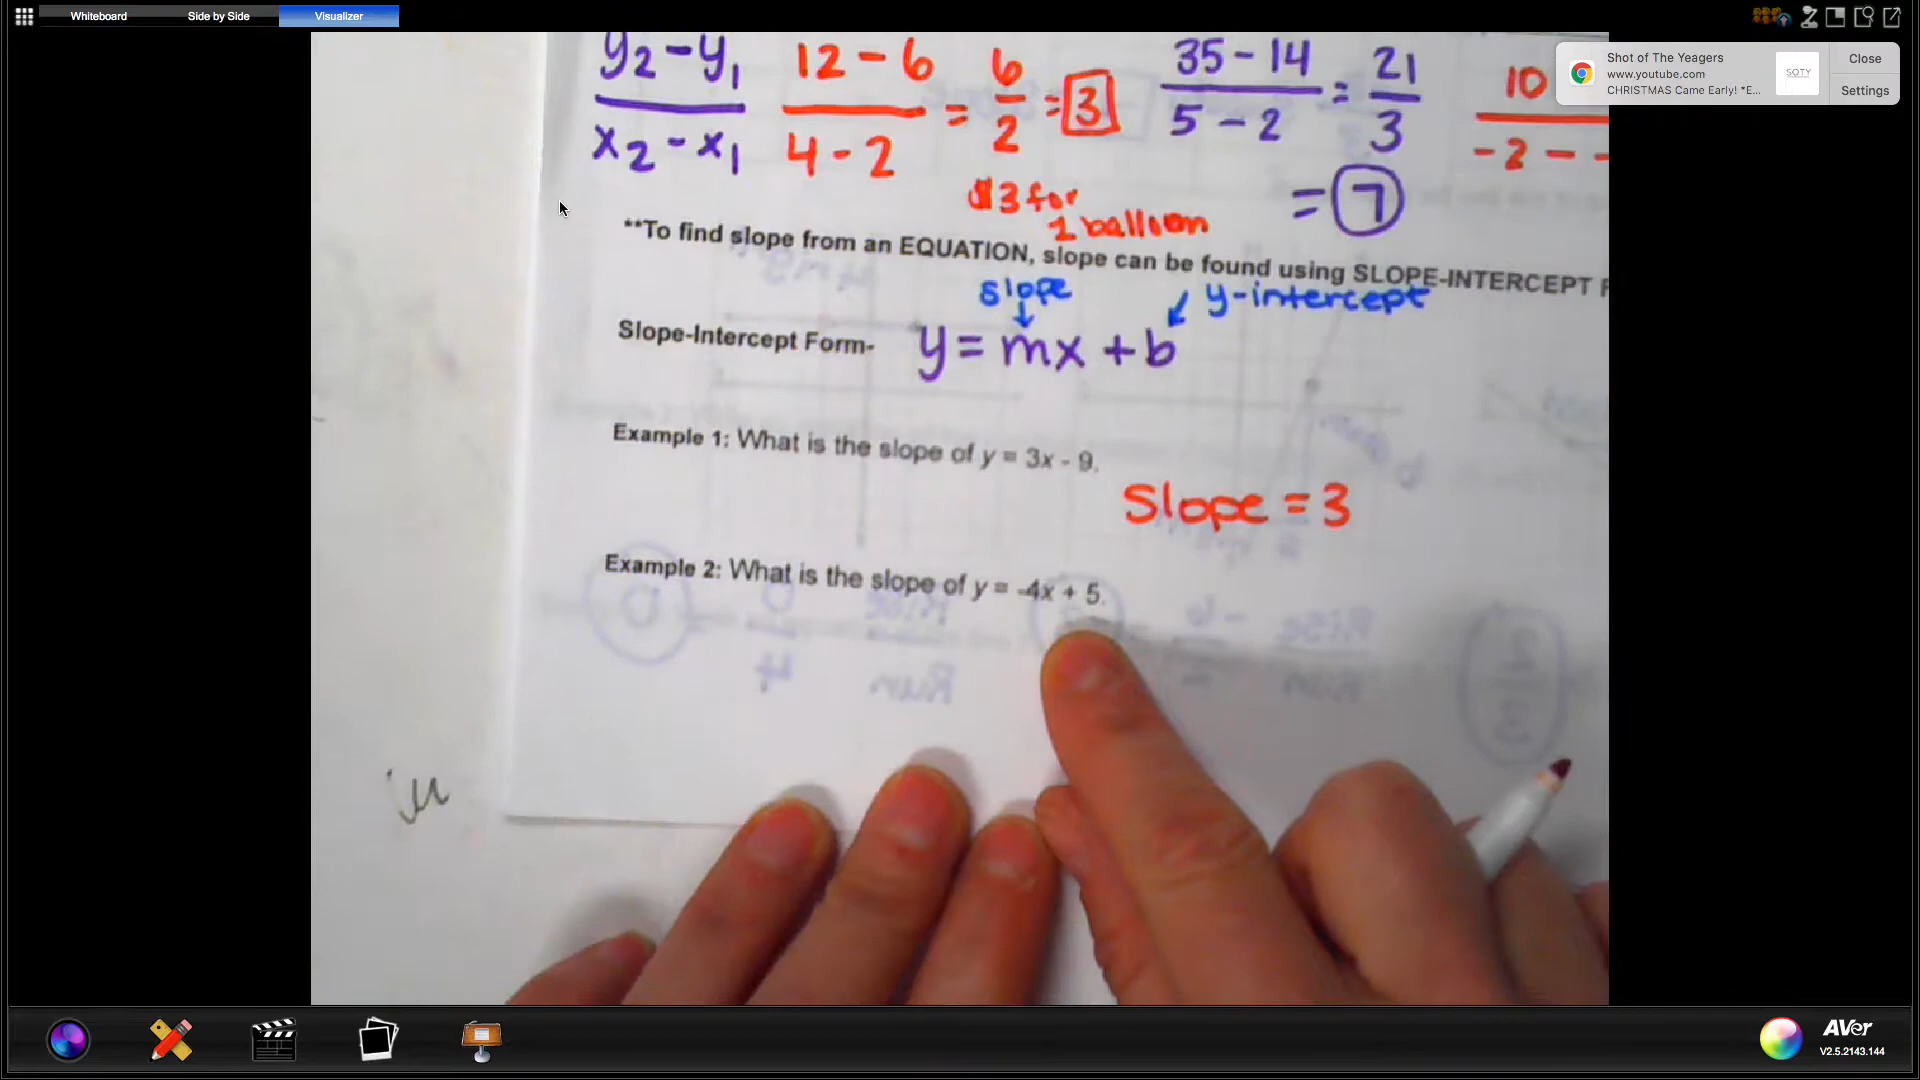 Whiteboard
Side by Side
Visualizer
Shot of The Yeagers
www.youtube.com
CHRISTMAS Came Early! *E...
SOTY
Close
Settings
y2-y1
x2-x1
12-6
4-2
= 6/2 = 3
$3 for
1 balloon
35-14
5-2
= 21/3
= 7
10
-2 - -
**To find slope from an EQUATION, slope can be found using SLOPE-INTERCEPT F
slope
y-intercept
Slope-Intercept Form- y = mx + b
Example 1: What is the slope of y = 3x - 9.
Slope = 3
Example 2: What is the slope of y = -4x + 5.
AVer
V2.5.2143.144